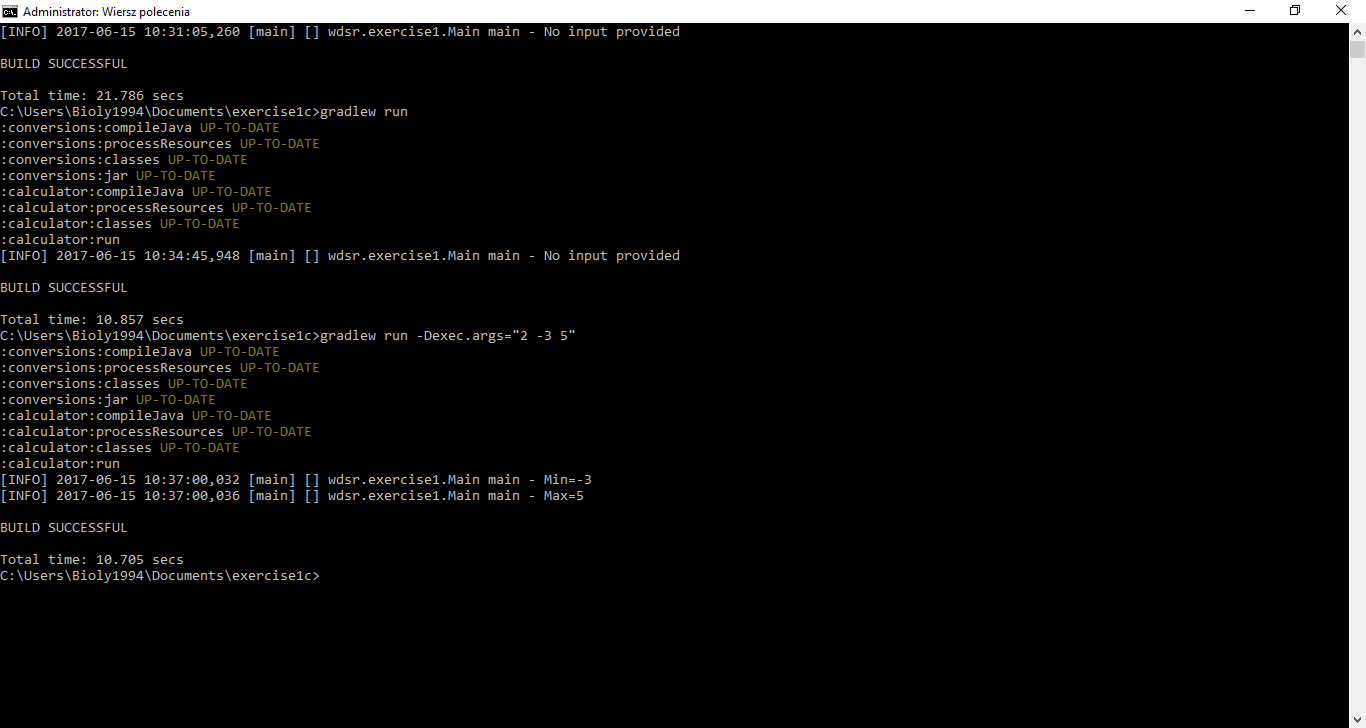 Administrator: Wiersz polecenia
[INFO] 2017-06-15 10:31:05,260 [main] [] wdsr.exercise1.Main main - No input provided
BUILD SUCCESSFUL
Total time: 21.786 secs
C:\Users\Bioly1994\Documents\exercise1c>gradlew run
:conversions:compileJava UP-TO-DATE
:conversions:processResources UP-TO-DATE
:conversions:classes UP-TO-DATE
:conversions:jar UP-TO-DATE
:calculator:compileJava UP-TO-DATE
:calculator:processResources UP-TO-DATE
:calculator:classes UP-TO-DATE
:calculator:run
[INFO] 2017-06-15 10:34:45,948 [main] [] wdsr.exercise1.Main main - No input provided
BUILD SUCCESSFUL
Total time: 10.857 secs
C:\Users\Bioly1994\Documents\exercise1c>gradlew run -Dexec.args="2 -3 5"
:conversions:compileJava UP-TO-DATE
:conversions:processResources UP-TO-DATE
:conversions:classes UP-TO-DATE
:conversions:jar UP-TO-DATE
:calculator:compileJava UP-TO-DATE
:calculator:processResources UP-TO-DATE
:calculator:classes UP-TO-DATE
:calculator:run
[INFO] 2017-06-15 10:37:00,032 [main] [] wdsr.exercise1.Main main - Min=-3
[INFO] 2017-06-15 10:37:00,036 [main] [] wdsr.exercise1.Main main - Max=5
BUILD SUCCESSFUL
Total time: 10.705 secs
C:\Users\Bioly1994\Documents\exercise1c>